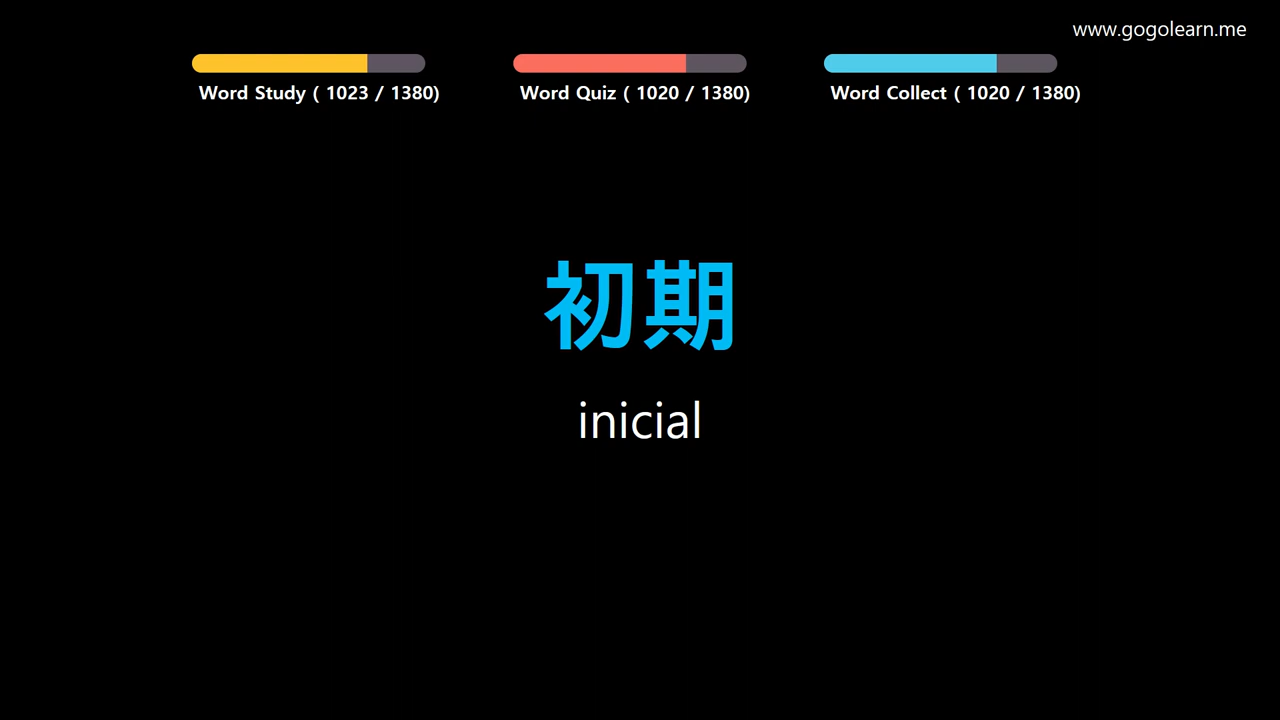 www.gogolearn.me
Word Study ( 1023 / 1380)
Word Quiz ( 1020 / 1380)
Word Collect ( 1020 / 1380)
初期
inicial